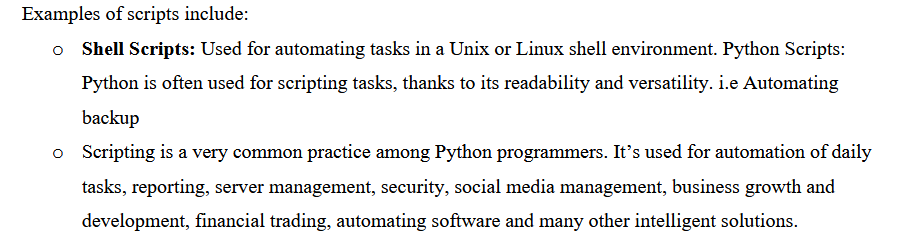 Examples of scripts include:
o Shell Scripts: Used for automating tasks in a Unix or Linux shell environment. Python Scripts:
Python is often used for scripting tasks, thanks to its readability and versatility. i.e Automating
backup
o Scripting is a very common practice among Python programmers. It’s used for automation of daily
tasks, reporting, server management, security, social media management, business growth and
development, financial trading, automating software and many other intelligent solutions.